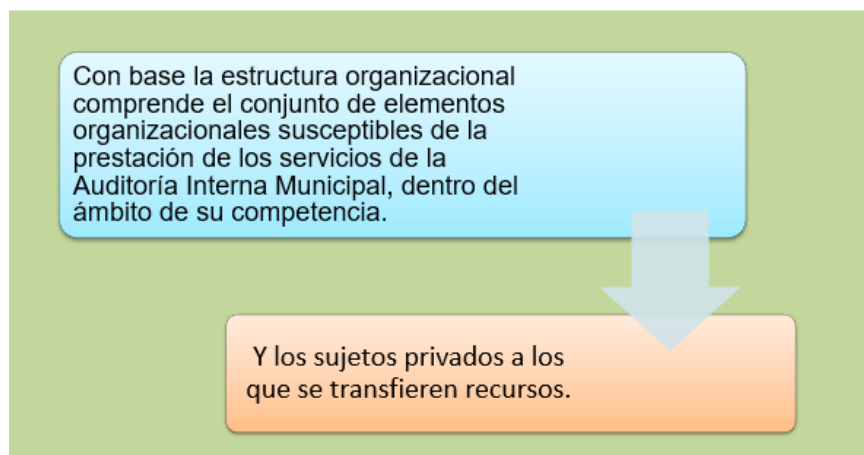 Con base la estructura organizacional
comprende el conjunto de elementos
organizacionales susceptibles de la
prestación de los servicios de la
Auditoría Interna Municipal, dentro del
ámbito de su competencia.
Y los sujetos privados a los
que se transfieren recursos.